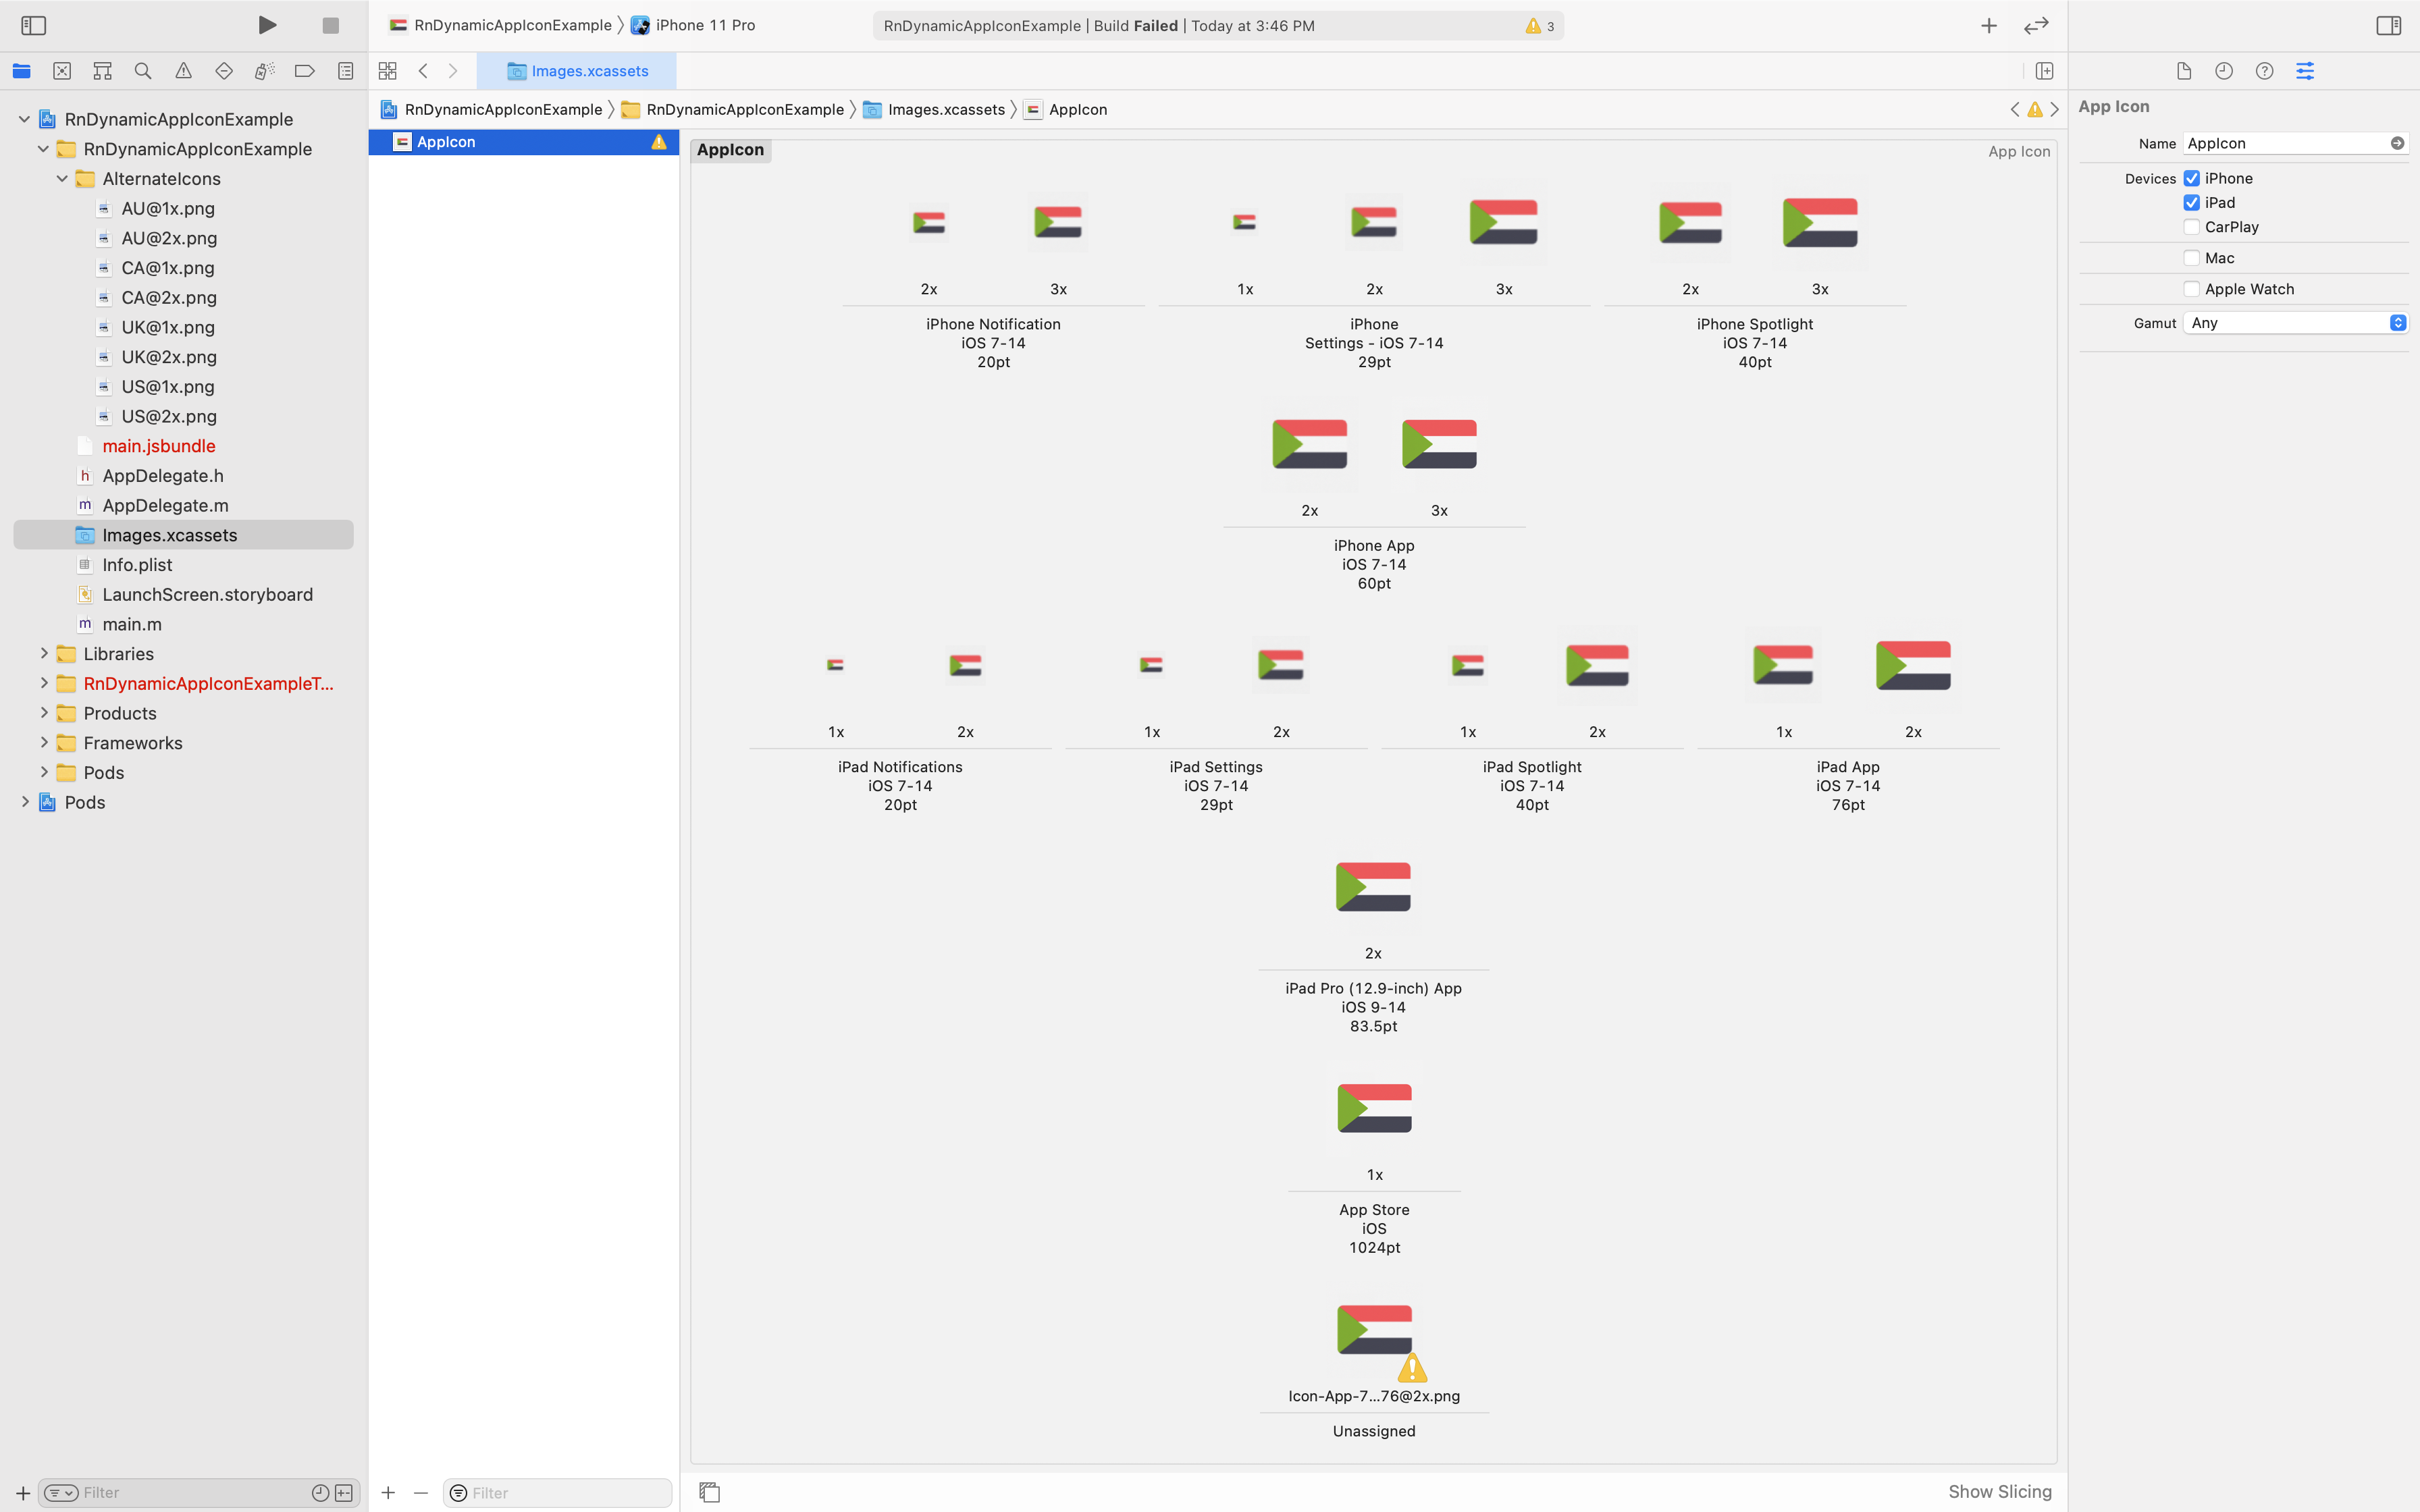 RnDynamicAppIconExample 〉 iPhone 11 Pro
RnDynamicAppIconExample | Build Failed | Today at 3:46 PM
3
Images.xcassets
RnDynamicAppIconExample
RnDynamicAppIconExample
AlternateIcons
AU@1x.png
AU@2x.png
CA@1x.png
CA@2x.png
UK@1x.png
UK@2x.png
US@1x.png
US@2x.png
main.jsbundle
AppDelegate.h
AppDelegate.m
Images.xcassets
Info.plist
LaunchScreen.storyboard
main.m
Libraries
RnDynamicAppIconExampleT...
Products
Frameworks
Pods
Pods
Filter
RnDynamicAppIconExample 〉 RnDynamicAppIconExample 〉 Images.xcassets 〉 AppIcon
AppIcon
Filter
AppIcon
App Icon
2x 3x
iPhone Notification
iOS 7-14
20pt
1x 2x 3x
iPhone
Settings - iOS 7-14
29pt
2x 3x
iPhone Spotlight
iOS 7-14
40pt
2x 3x
iPhone App
iOS 7-14
60pt
1x 2x
iPad Notifications
iOS 7-14
20pt
1x 2x
iPad Settings
iOS 7-14
29pt
1x 2x
iPad Spotlight
iOS 7-14
40pt
1x 2x
iPad App
iOS 7-14
76pt
2x
iPad Pro (12.9-inch) App
iOS 9-14
83.5pt
1x
App Store
iOS
1024pt
Icon-App-7...76@2x.png
Unassigned
Show Slicing
App Icon
Name AppIcon
Devices iPhone
iPad
CarPlay
Mac
Apple Watch
Gamut Any